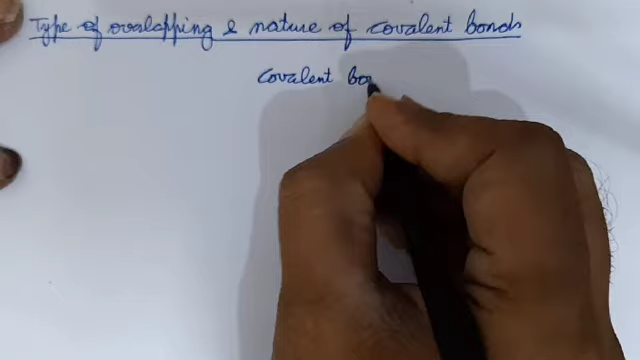 Type of ovalapping & nature of covalent bonds
Covalent Bo